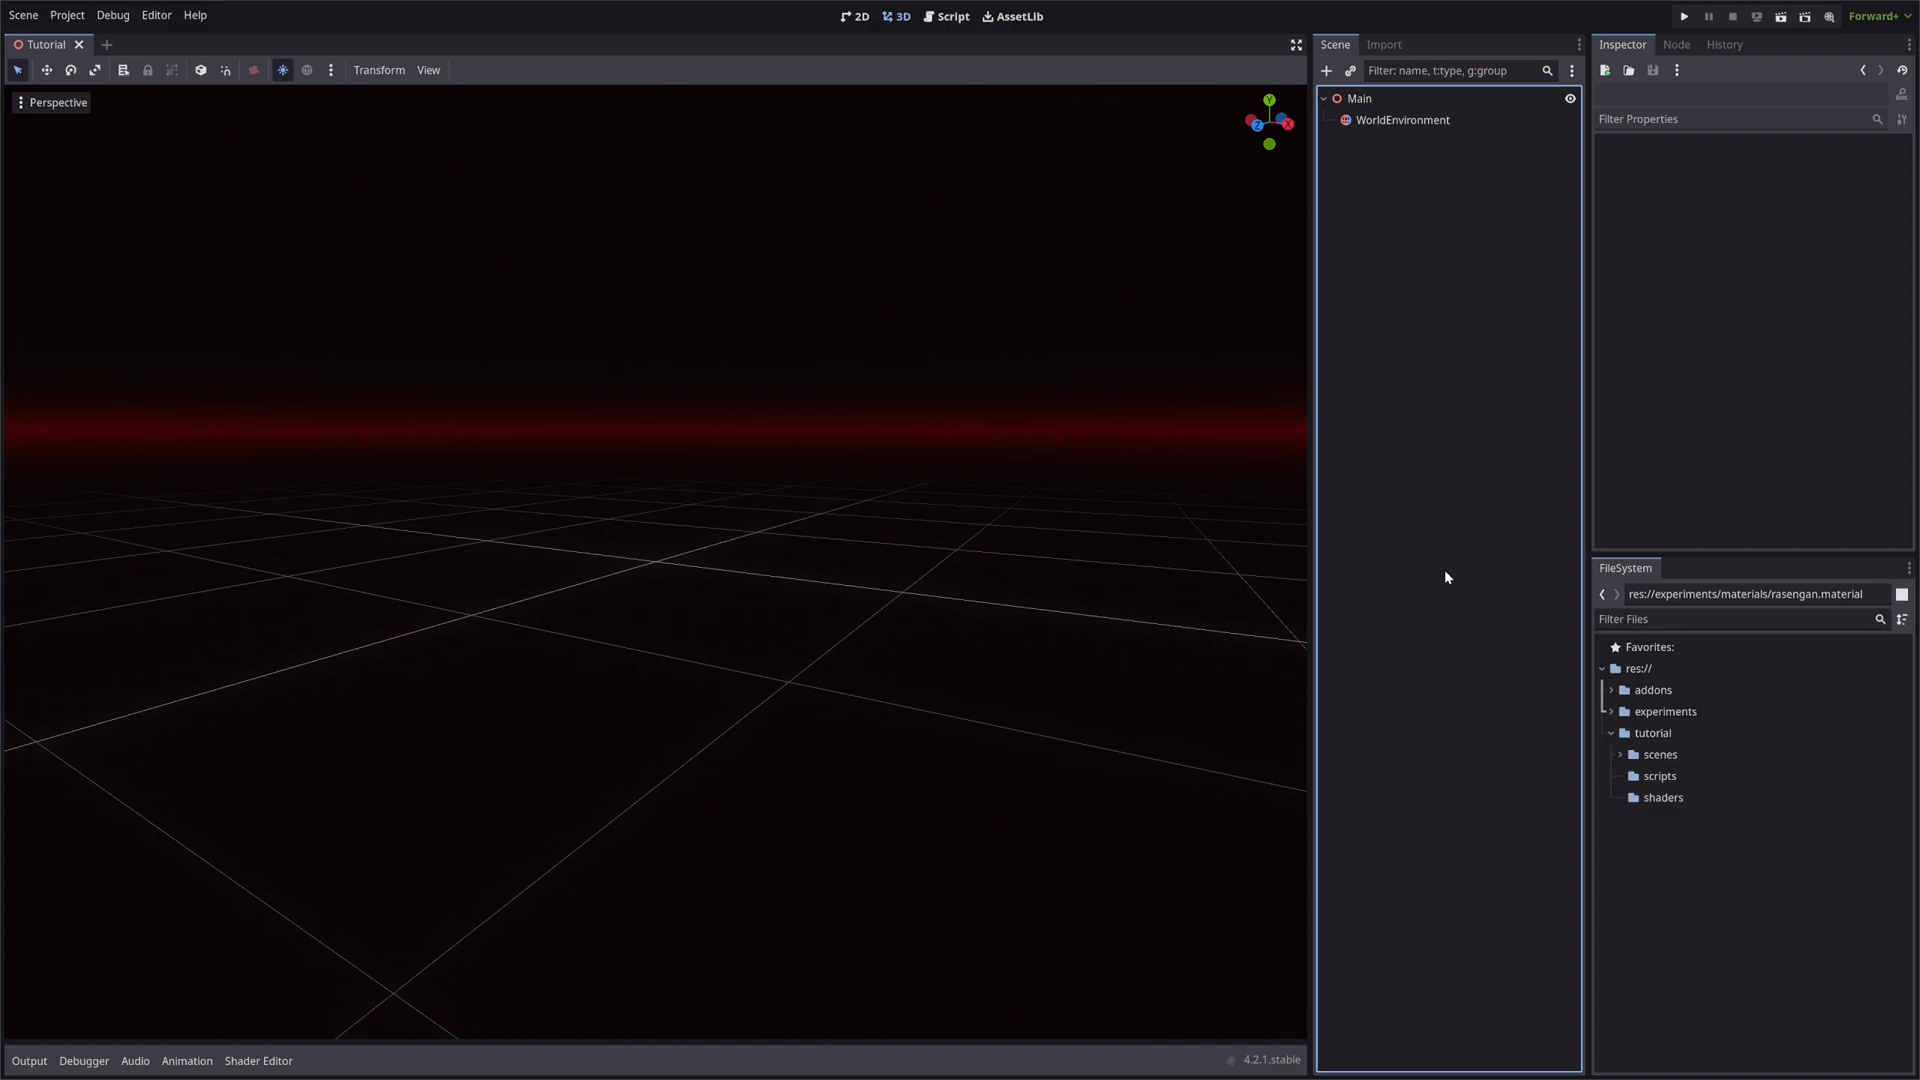 Scene Project Debug Editor Help
2D 3D Script AssetLib
Forward+
Tutorial
Transform View
Perspective
Y
Z X
Scene Import
Filter: name, t:type, g:group
Main
WorldEnvironment
Inspector Node History
DOC
Filter Properties
FileSystem
res://experiments/materials/rasengan.material
Filter Files
Favorites:
res://
addons
experiments
tutorial
scenes
scripts
shaders
Output Debugger Audio Animation Shader Editor
4.2.1.stable